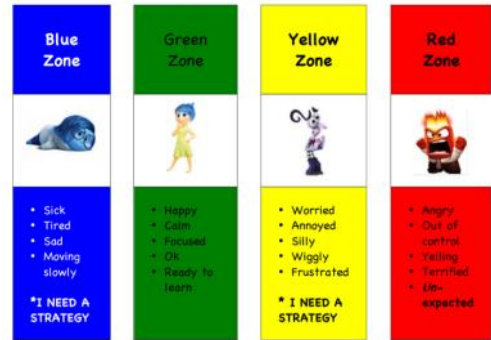 Blue
Zone
• Sick
• Tired
• Sad
• Moving
slowly
*I NEED A
STRATEGY
Green
Zone
• Happy
• Calm
• Focused
• Ok
• Ready to
learn
Yellow
Zone
• Worried
• Annoyed
• Silly
• Wiggly
• Frustrated
* I NEED A
STRATEGY
Red
Zone
• Angry
• Out of
control
• Yelling
• Terrified
• Un-
expected